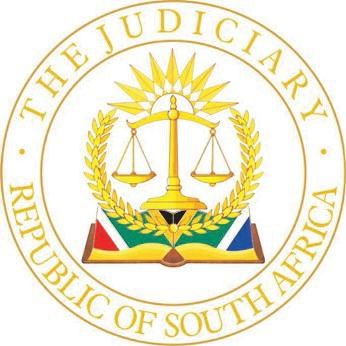 THE JUDICIARY
REPUBLIC OF SOUTH AFRICA